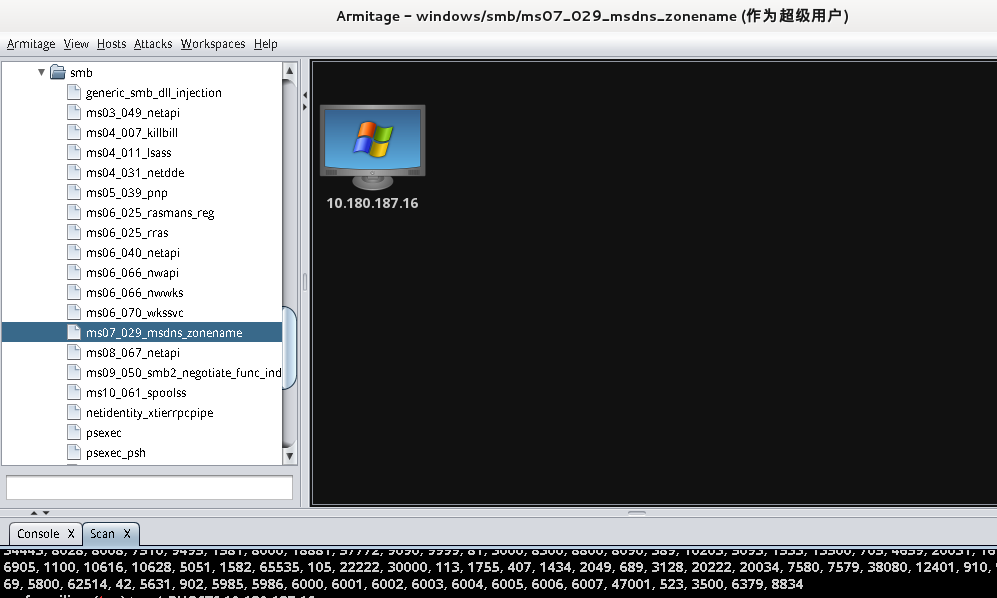 Armitage - windows/smb/ms07_029_msdns_zonename (作为超级用户)
Armitage View Hosts Attacks Workspaces Help
smb
generic_smb_dll_injection
ms03_049_netapi
ms04_007_killbill
ms04_011_lsass
ms04_031_netdde
ms05_039_pnp
ms06_025_rasmans_reg
ms06_025_rras
ms06_040_netapi
ms06_066_nwapi
ms06_066_nwwks
ms06_070_wkssvc
ms07_029_msdns_zonename
ms08_067_netapi
ms09_050_smb2_negotiate_func_ind
ms10_061_spoolss
netidentity_xtierrpcpipe
psexec
psexec_psh
10.180.187.16
Console X Scan X
6905, 1100, 10616, 10628, 5051, 1582, 65535, 105, 22222, 30000, 113, 1755, 407, 1434, 2049, 689, 3128, 20222, 20034, 7580, 7579, 38080, 12401, 910,
69, 5800, 62514, 42, 5631, 902, 5985, 5986, 6000, 6001, 6002, 6003, 6004, 6005, 6006, 6007, 47001, 523, 3500, 6379, 8834